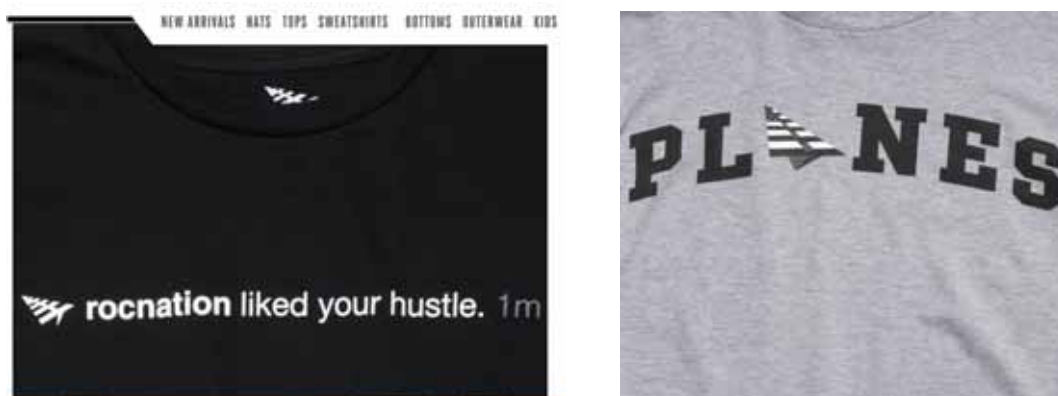 NEW ARRIVALS HATS TOPS SWEATSHIRTS BOTTOMS OUTERWEAR KIDS
rocnation liked your hustle. 1m
PL NES